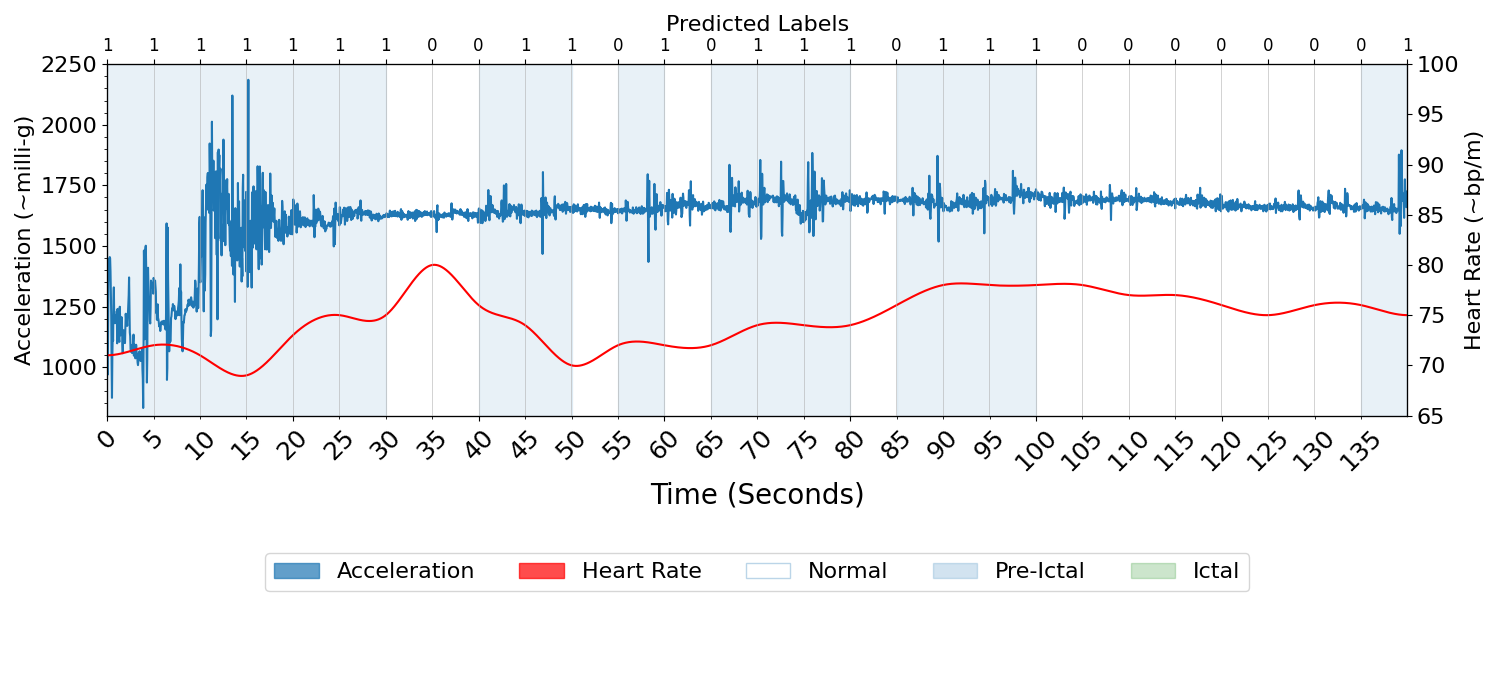 Predicted Labels
1 1 1 1 1 1 1 0 0 1 1 0 1 0 1 1 1 0 1 1 1 0 0 0 0 0 0 0 1
2250
2000
1750
1500
1250
1000
Acceleration (~milli-g)
100
95
90
85
80
75
70
65
Heart Rate (~bp/m)
0 5 10 15 20 25 30 35 40 45 50 55 60 65 70 75 80 85 90 95 100 105 110 115 120 125 130 135
Time (Seconds)
Acceleration Heart Rate Normal Pre-Ictal Ictal